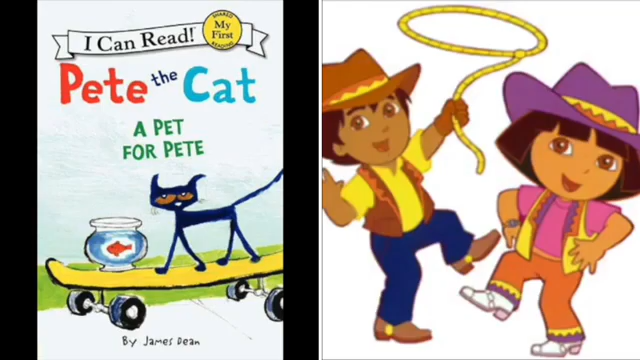 I Can Read!
SHARED
My
First
READING
Pete the Cat
A PET
FOR PETE
By James Dean